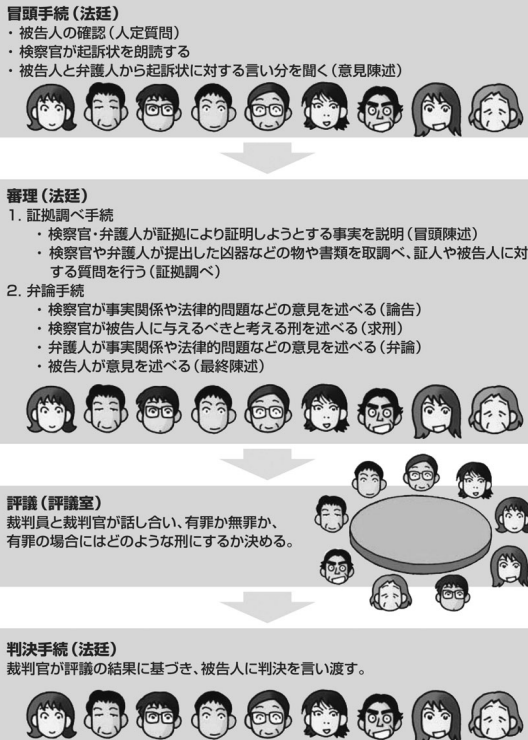 冒頭手続(法廷)
・ 被告人の確認(人定質問)
・ 検察官が起訴状を朗読する
・ 被告人と弁護人から起訴状に対する言い分を聞く(意見陳述)
審理(法廷)
1. 証拠調べ手続
・ 検察官・弁護人が証拠により証明しようとする事実を説明(冒頭陳述)
・ 検察官や弁護人が提出した凶器などの物や書類を取調べ、証人や被告人に対
する質問を行う(証拠調べ)
2. 弁論手続
・ 検察官が事実関係や法律的問題などの意見を述べる(論告)
・ 検察官が被告人に与えるべきと考える刑を述べる(求刑)
・ 弁護人が事実関係や法律的問題などの意見を述べる(弁論)
・ 被告人が意見を述べる(最終陳述)
評議(評議室)
裁判員と裁判官が話し合い、有罪か無罪か、
有罪の場合にはどのような刑にするか決める。
判決手続(法廷)
裁判官が評議の結果に基づき、被告人に判決を言い渡す。